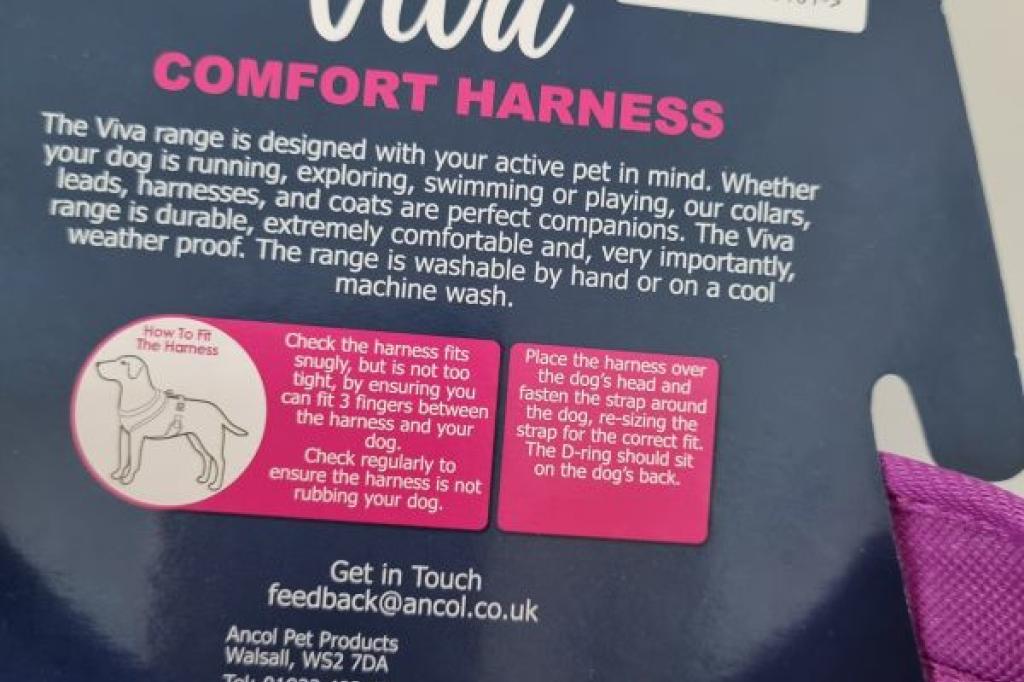 Viva
COMFORT HARNESS
The Viva range is designed with your active pet in mind. Whether
your dog is running, exploring, swimming or playing, our collars,
leads, harnesses, and coats are perfect companions. The Viva
range is durable, extremely comfortable and, very importantly,
weather proof. The range is washable by hand or on a cool
machine wash.
How To Fit
The Harness
Check the harness fits
snugly, but is not too
tight, by ensuring you
can fit 3 fingers between
the harness and your
dog.
Check regularly to
ensure the harness is not
rubbing your dog.
Place the harness over
the dog's head and
fasten the strap around
the dog, re-sizing the
strap for the correct fit.
The D-ring should sit
on the dog's back.
Get in Touch
feedback@ancol.co.uk
Ancol Pet Products
Walsall, WS2 7DA